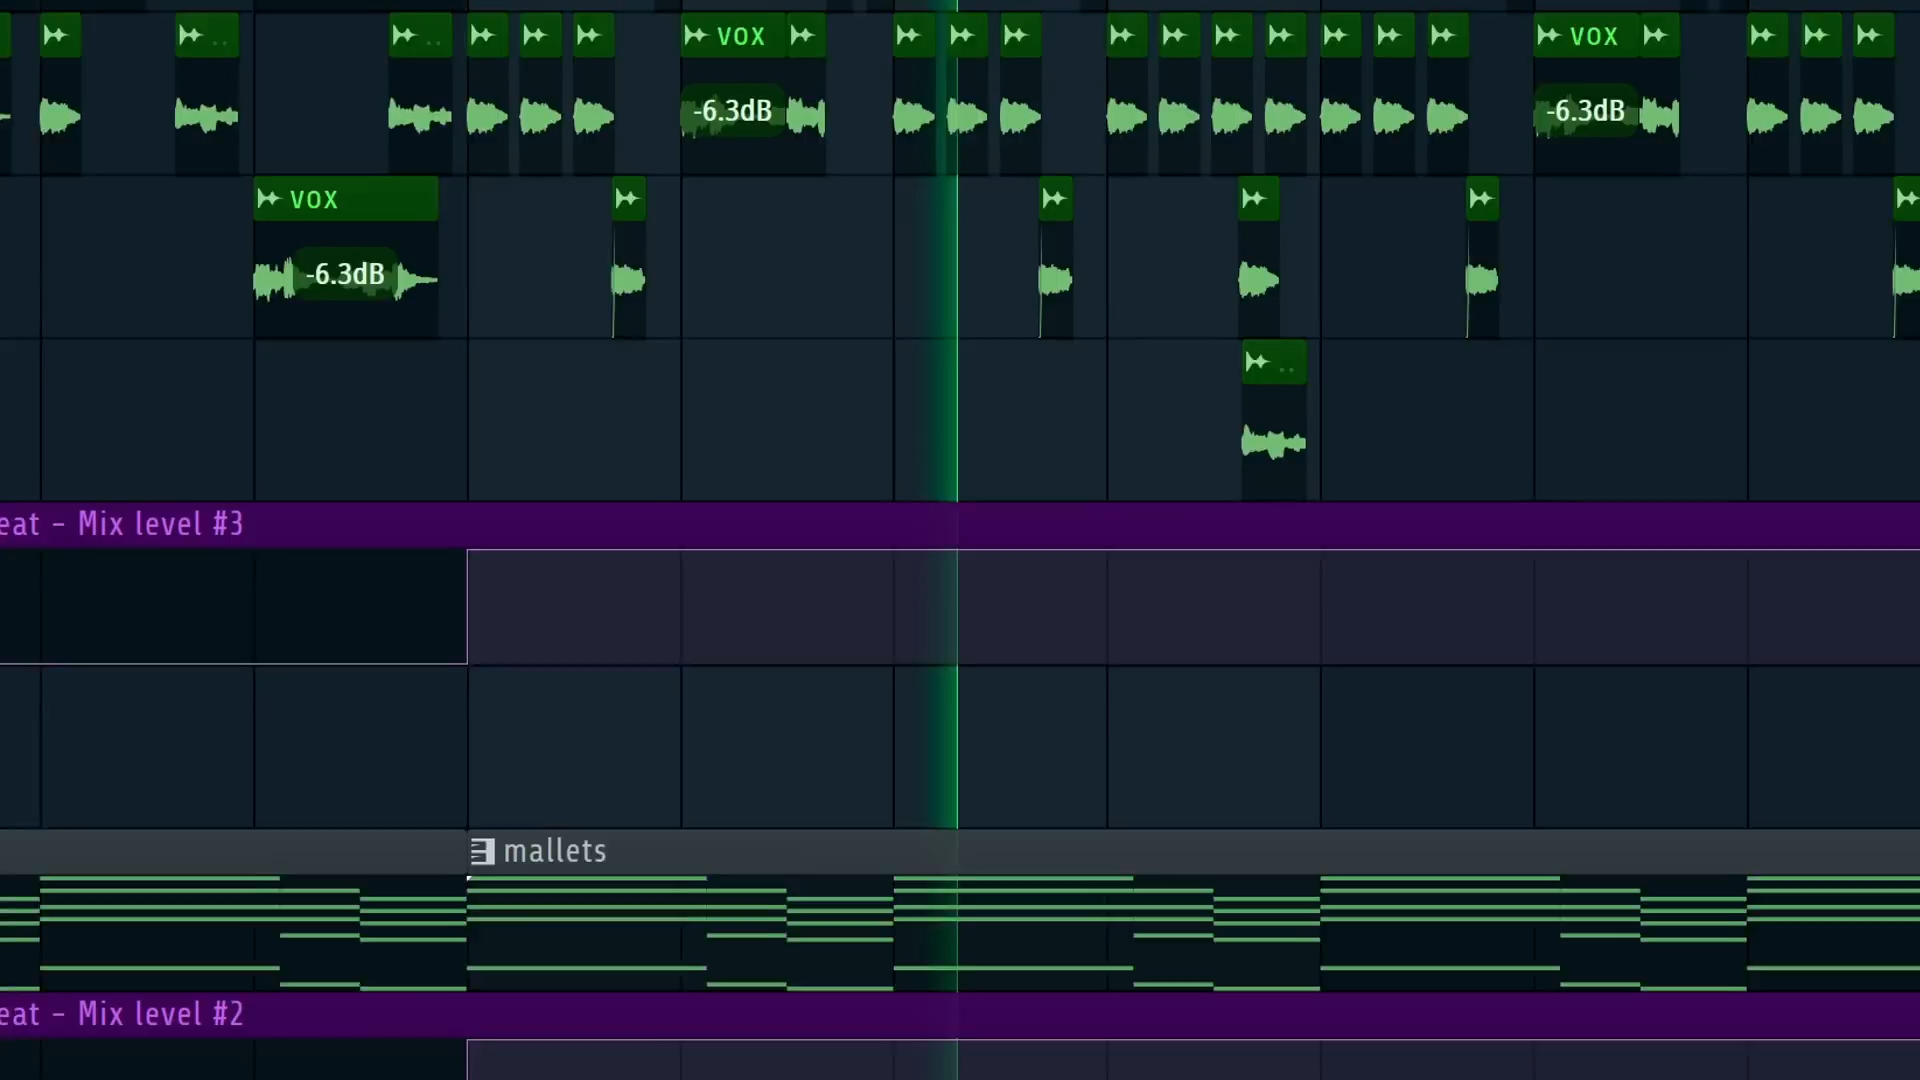 VOX
VOX
-6.3dB
-6.3dB
VOX
-6.3dB
eat - Mix level #3
mallets
eat - Mix level #2